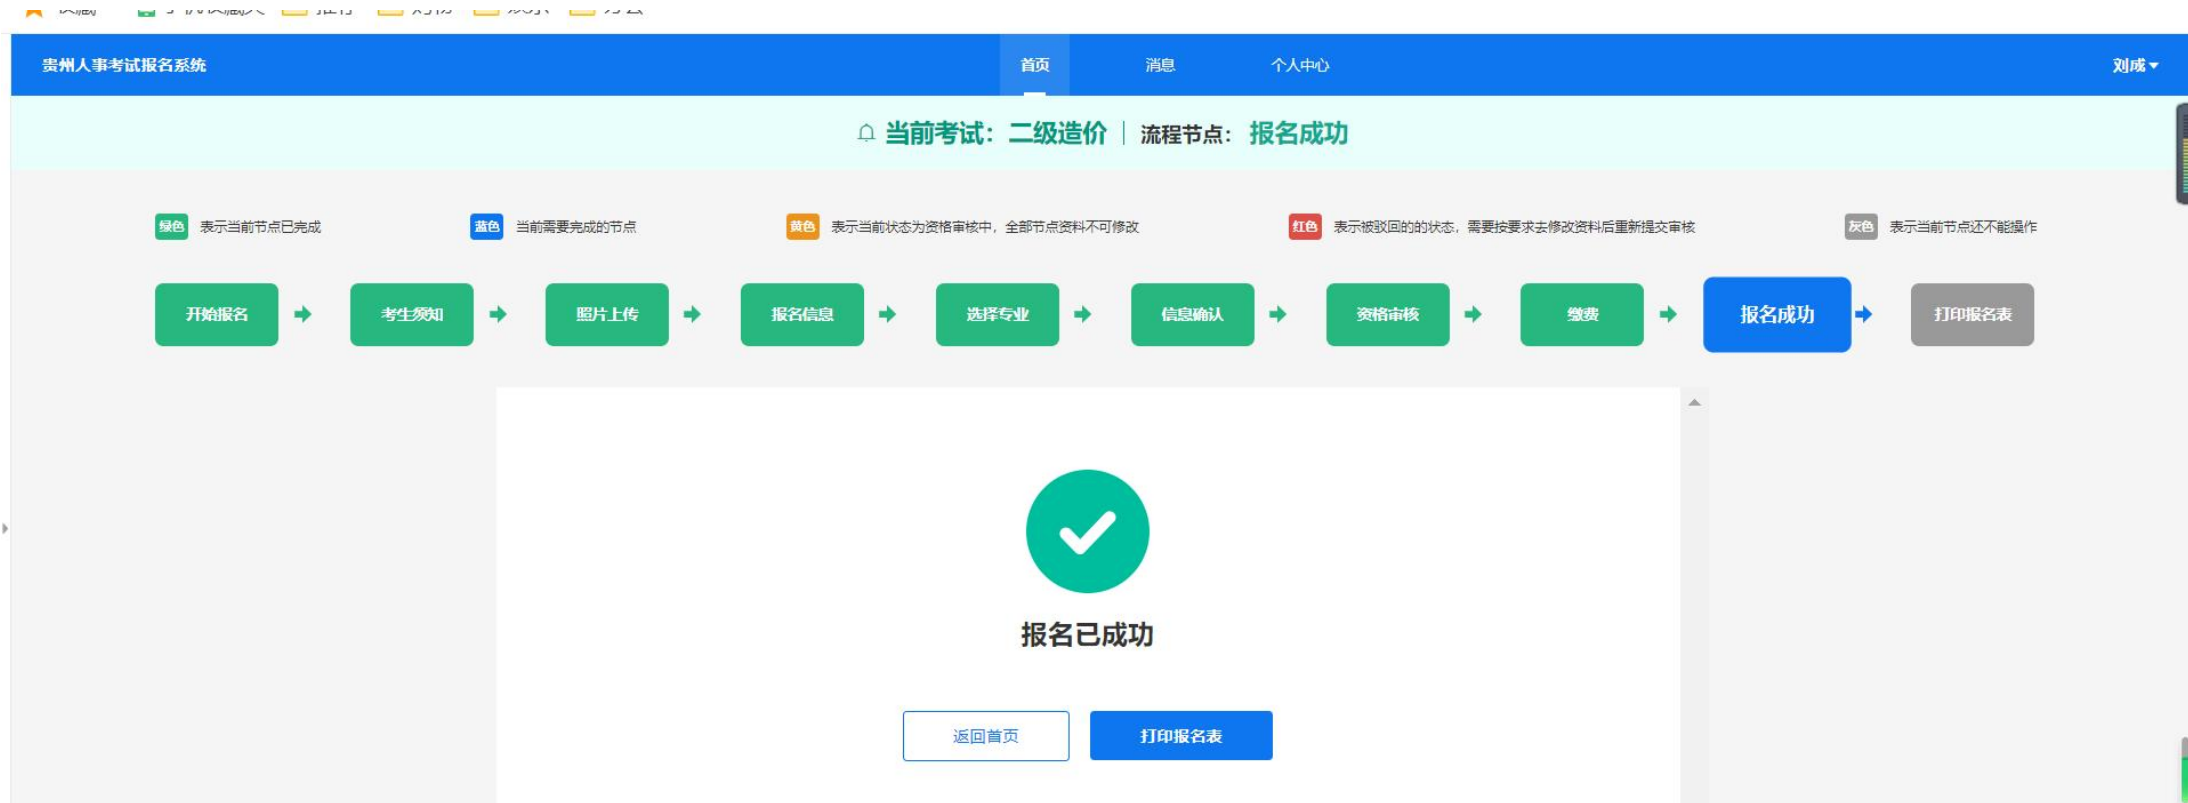 贵州人事考试报名系统 首页 消息 个人中心 刘成
当前考试：二级造价 流程节点： 报名成功
绿色 表示当前节点已完成 蓝色 当前需要完成的节点 黄色 表示当前状态为资格审核中，全部节点资料不可修改 红色 表示被驳回的的状态，需要按要求去修改资料后重新提交审核 灰色 表示当前节点还不能操作
开始报名 考生须知 照片上传 报名信息 选择专业 信息确认 资格审核 缴费 报名成功 打印报名表
报名已成功
返回首页 打印报名表